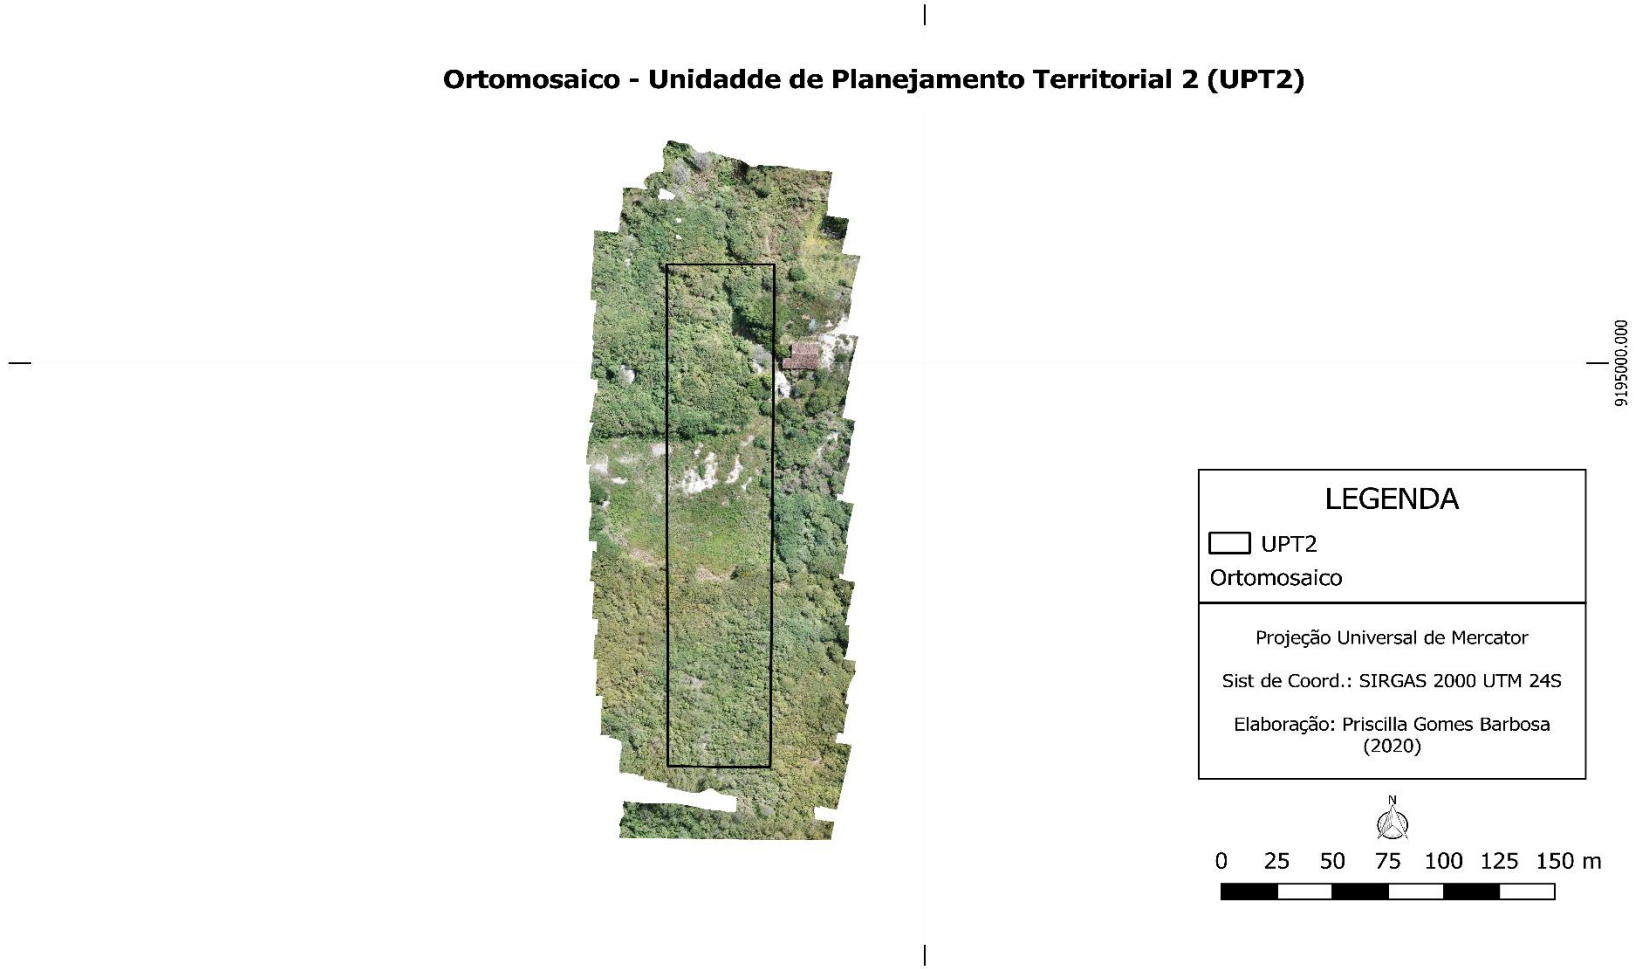 Ortomosaico - Unidadde de Planejamento Territorial 2 (UPT2)
9195000.000
LEGENDA
UPT2
Ortomosaico
Projeção Universal de Mercator
Sist de Coord.: SIRGAS 2000 UTM 24S
Elaboração: Priscilla Gomes Barbosa
(2020)
N
0 25 50 75 100 125 150 m